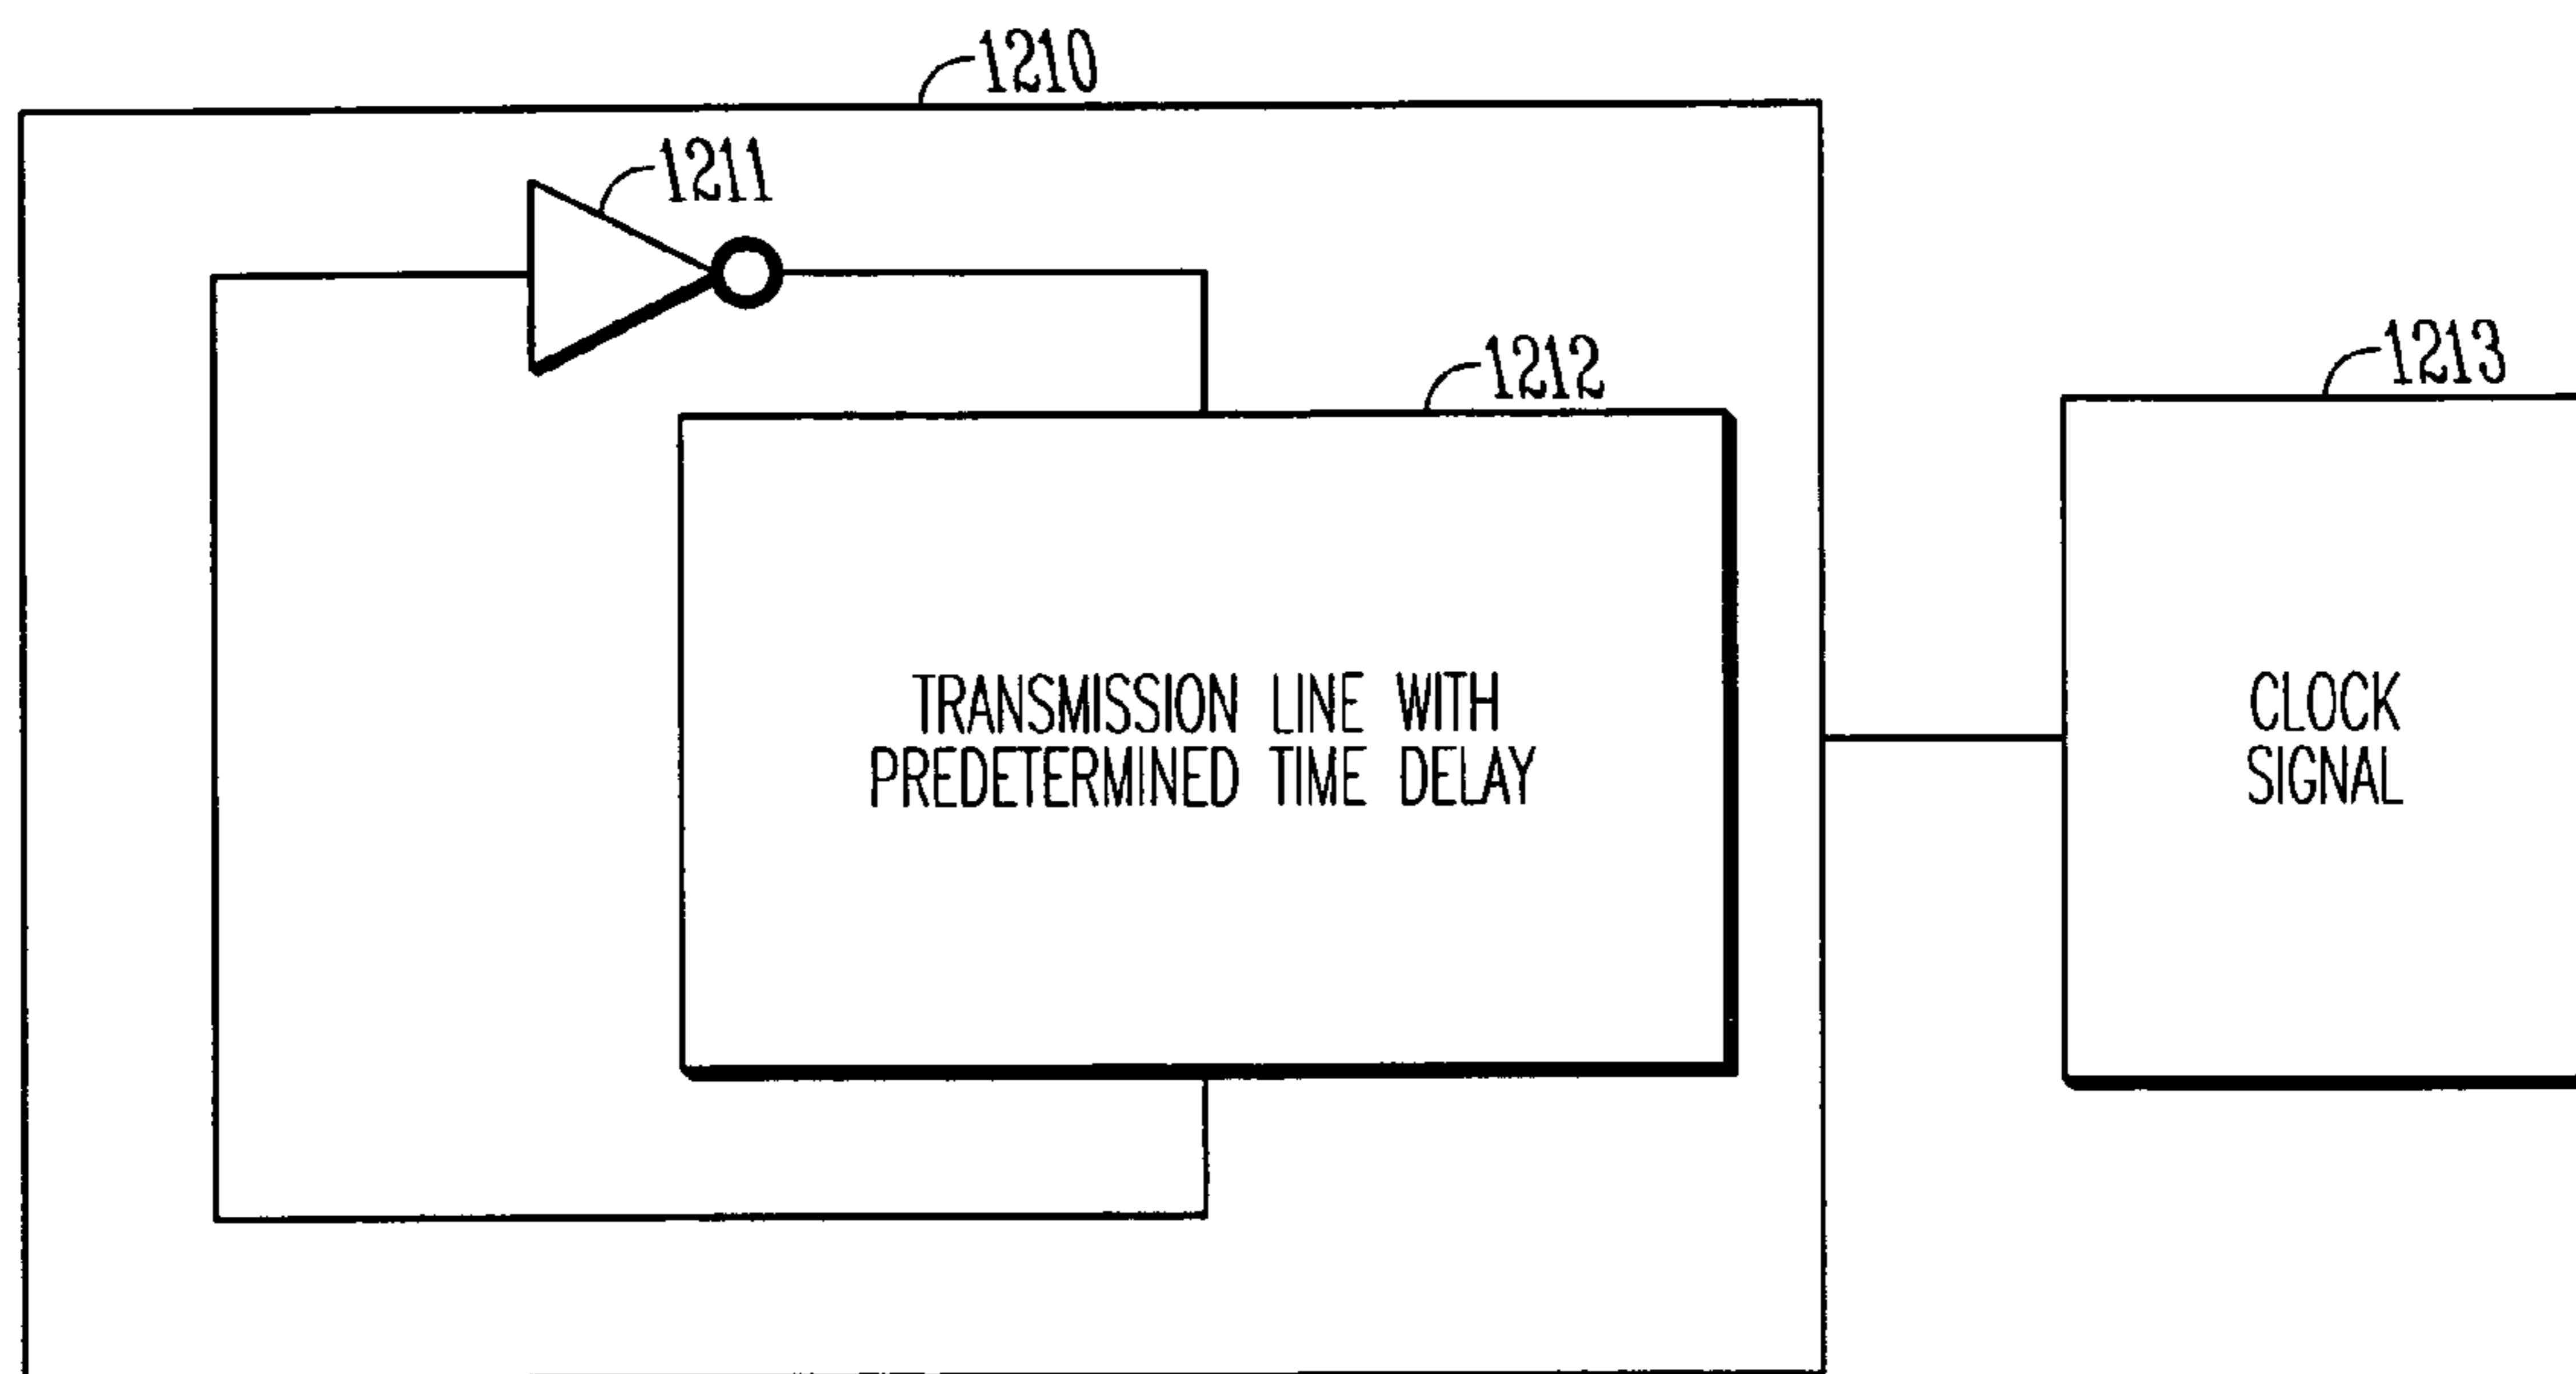 1210
1211
1212
1213
TRANSMISSION LINE WITH
PREDETERMINED TIME DELAY
CLOCK
SIGNAL